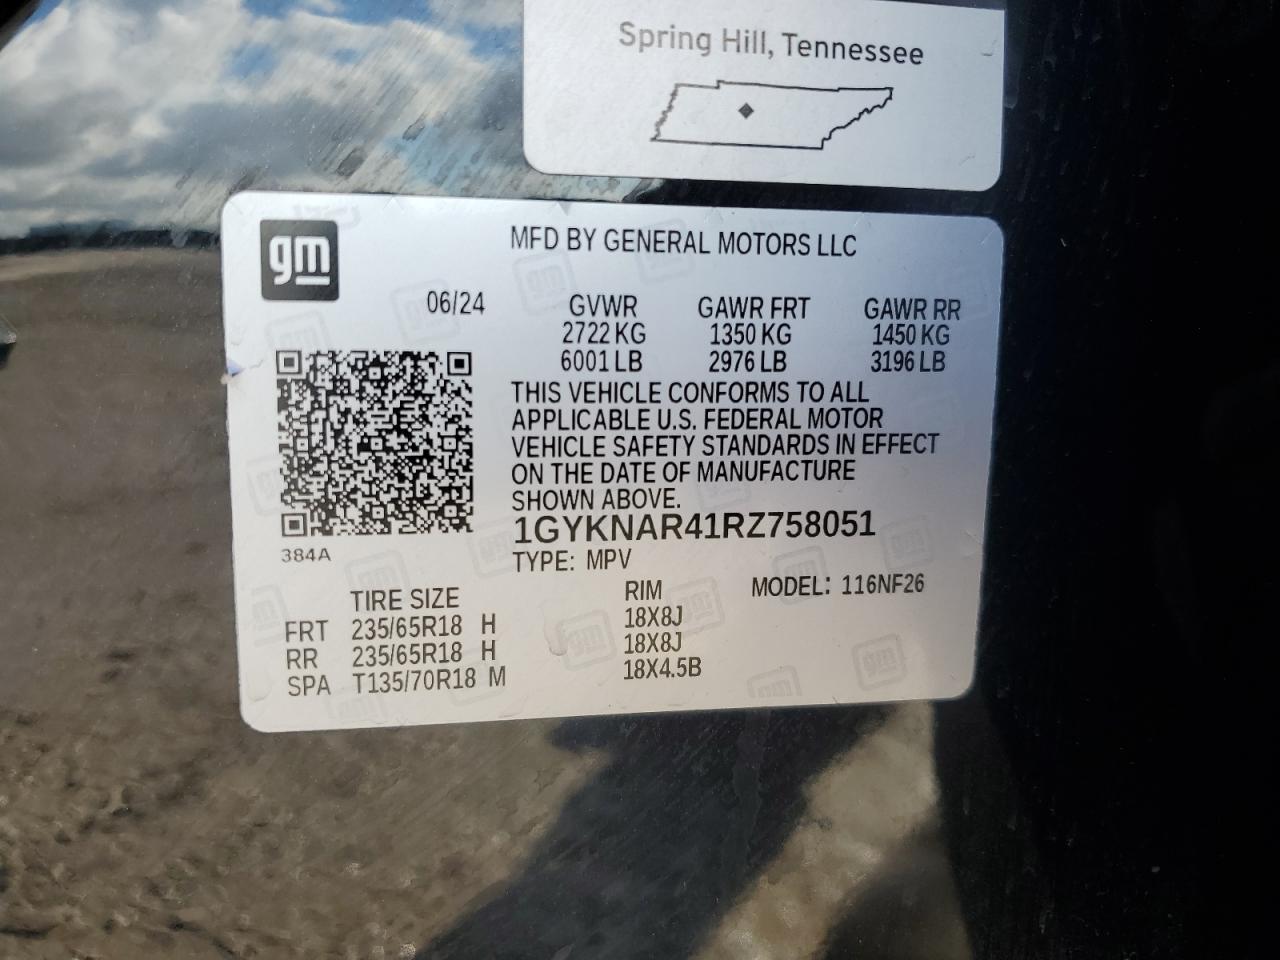 Spring Hill, Tennessee
gm
MFD BY GENERAL MOTORS LLC
06/24 GVWR GAWR FRT GAWR RR
2722 KG 1350 KG 1450 KG
6001 LB 2976 LB 3196 LB
THIS VEHICLE CONFORMS TO ALL
APPLICABLE U.S. FEDERAL MOTOR
VEHICLE SAFETY STANDARDS IN EFFECT
ON THE DATE OF MANUFACTURE
SHOWN ABOVE.
1GYKNAR41RZ758051
384A
TYPE: MPV
TIRE SIZE RIM MODEL: 116NF26
FRT 235/65R18 H 18X8J
RR 235/65R18 H 18X8J
SPA T135/70R18 M 18X4.5B